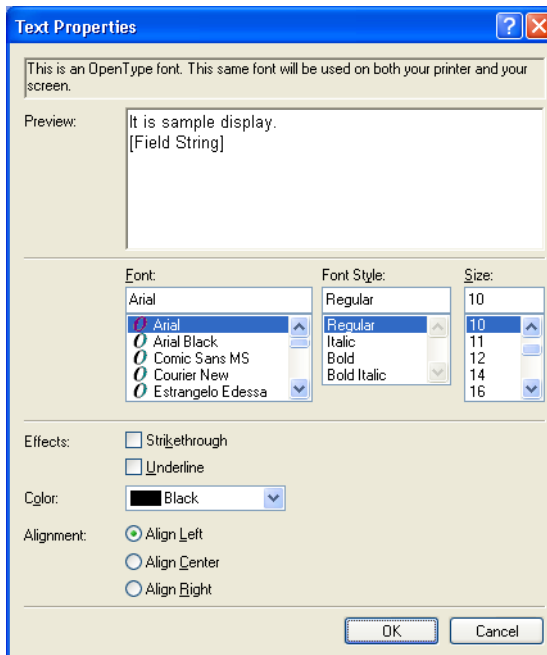 Text Properties
This is an OpenType font. This same font will be used on both your printer and your
screen.
Preview:
It is sample display.
[Field String]
Font:
Font Style:
Size:
Arial
Regular
10
Arial
Arial Black
Comic Sans MS
Courier New
Estrangelo Edessa
Regular
Italic
Bold
Bold Italic
10
11
12
14
16
Effects:
Strikethrough
Underline
Color:
Black
Alignment:
Align Left
Align Center
Align Right
OK
Cancel